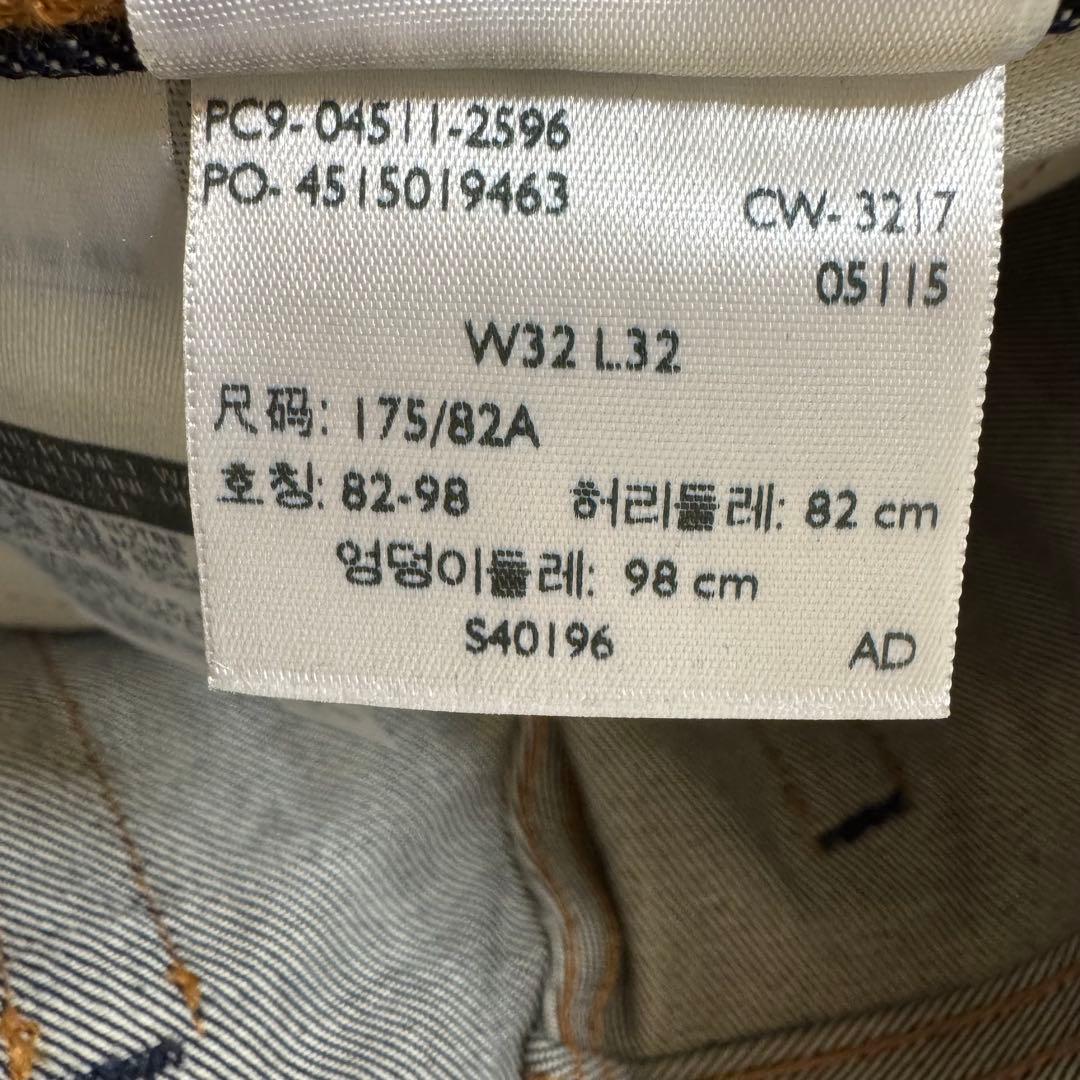 PC9-04511-2596
PO-4515019463
CW-3217
05115
W32 L32
尺码: 175/82A
호칭: 82-98 허리둘레: 82 cm
엉덩이둘레: 98 cm
S40196 AD